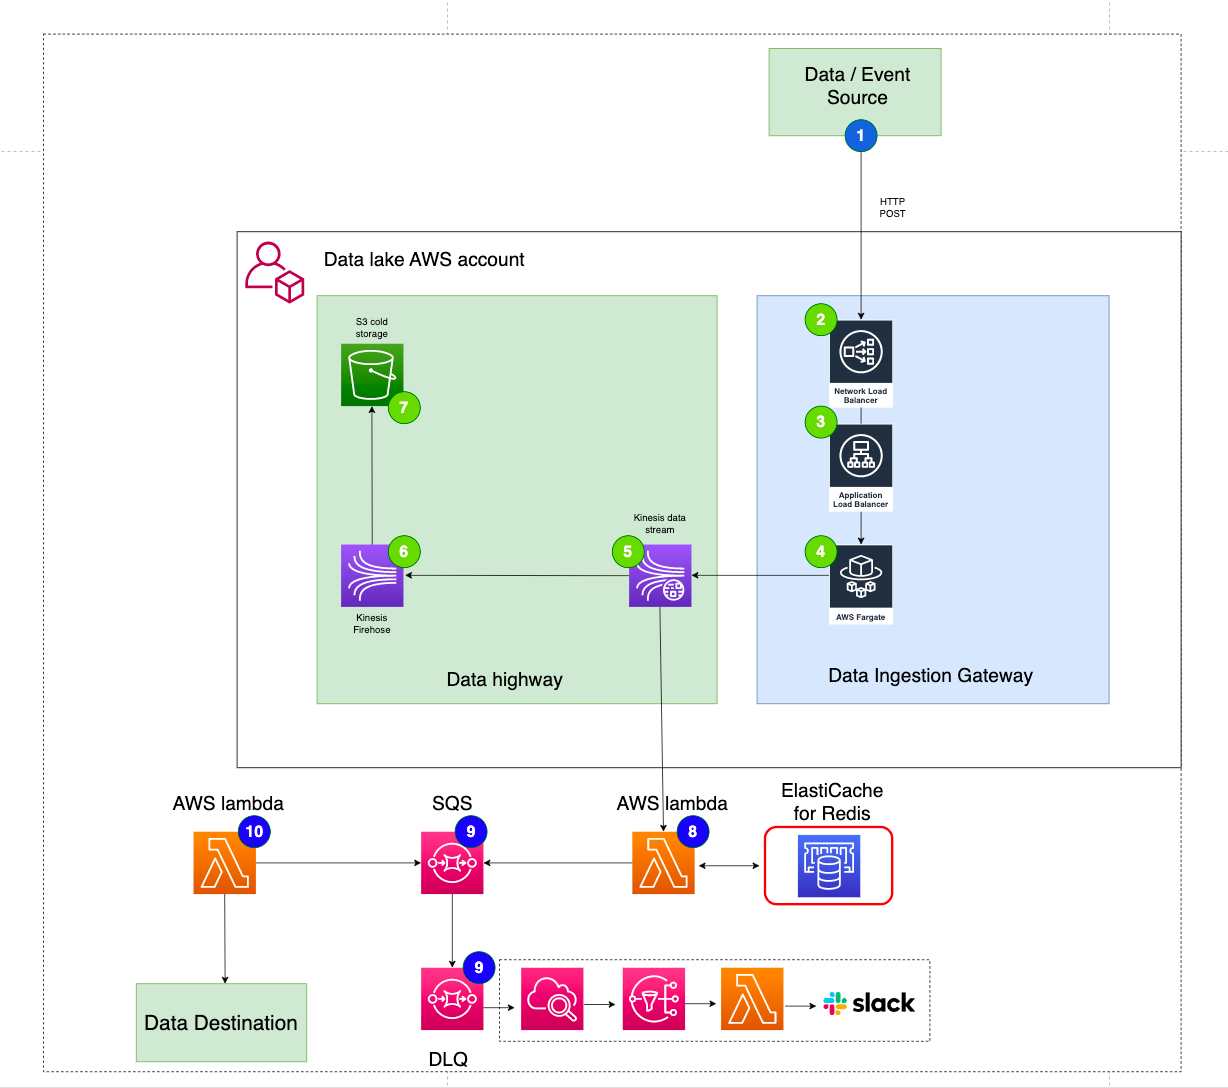 Data / Event
Source
1
HTTP
POST
Data lake AWS account
S3 cold
storage
7
2
Network Load
Balancer
3
Application
Load Balancer
Kinesis data
stream
6
5
4
Kinesis
Firehose
AWS Fargate
Data highway
Data Ingestion Gateway
AWS lambda
10
SQS
9
AWS lambda
8
ElastiCache
for Redis
9
DLQ
slack
Data Destination